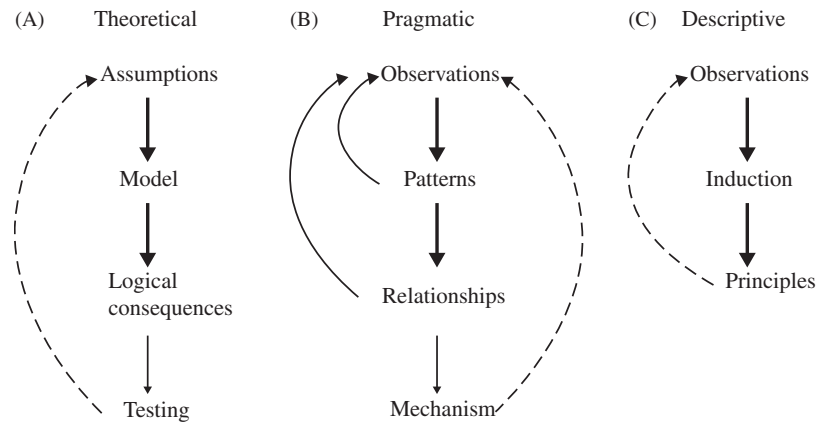 (A) Theoretical
Assumptions
Model
Logical
consequences
Testing
(B) Pragmatic
Observations
Patterns
Relationships
Mechanism
(C) Descriptive
Observations
Induction
Principles